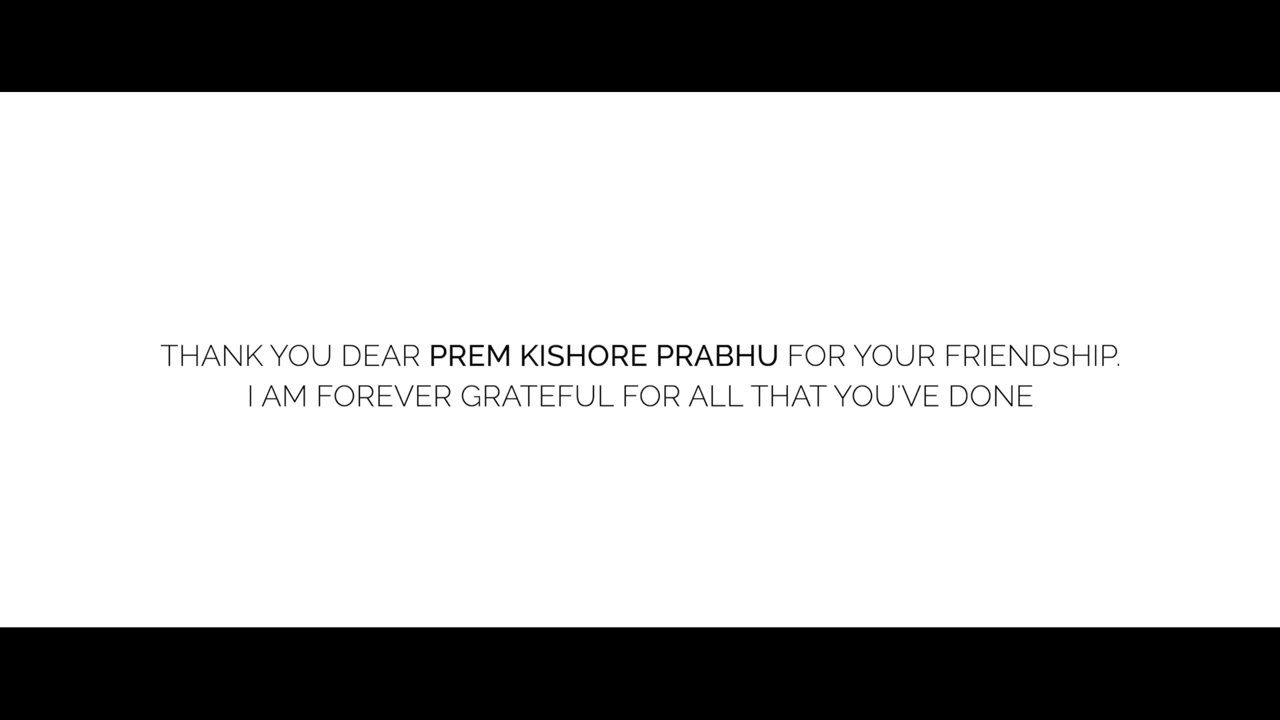 THANK YOU DEAR PREM KISHORE PRABHU FOR YOUR FRIENDSHIP.
I AM FOREVER GRATEFUL FOR ALL THAT YOU'VE DONE